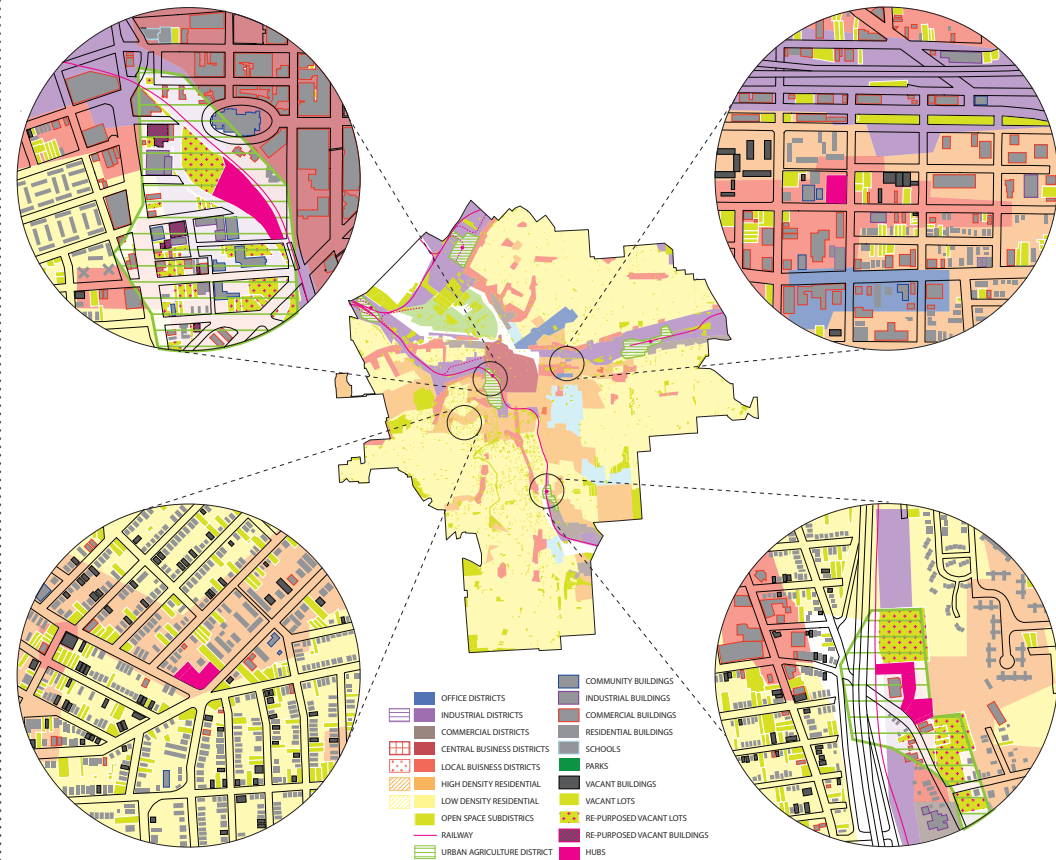 OFFICE DISTRICTS
INDUSTRIAL DISTRICTS
COMMERCIAL DISTRICTS
CENTRAL BUSINESS DISTRICTS
LOCAL BUISNESS DISTRICTS
HIGH DENSITY RESIDENTIAL
LOW DENSITY RESIDENTIAL
OPEN SPACE SUBDISTRICS
RAILWAY
URBAN AGRICULTURE DISTRICT
COMMUNITY BUILDINGS
INDUSTRIAL BUILDINGS
COMMERCIAL BUILDINGS
RESIDENTIAL BUILDINGS
SCHOOLS
PARKS
VACANT BUILDINGS
VACANT LOTS
RE-PURPOSED VACANT LOTS
RE-PURPOSED VACANT BUILDINGS
HUBS